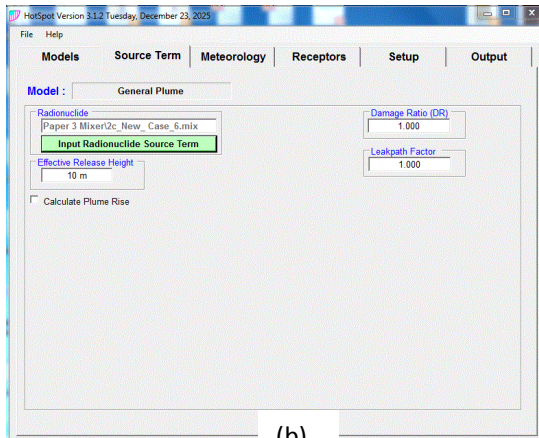 HotSpot Version 3.1.2 Tuesday, December 23, 2025
File Help
Models Source Term Meteorology Receptors Setup Output
Model : General Plume
Radionuclide
Paper 3 Mixer\2c_New_ Case_6.mix
Input Radionuclide Source Term
Damage Ratio (DR)
1.000
Effective Release Height
10 m
Leakpath Factor
1.000
Calculate Plume Rise
(b)